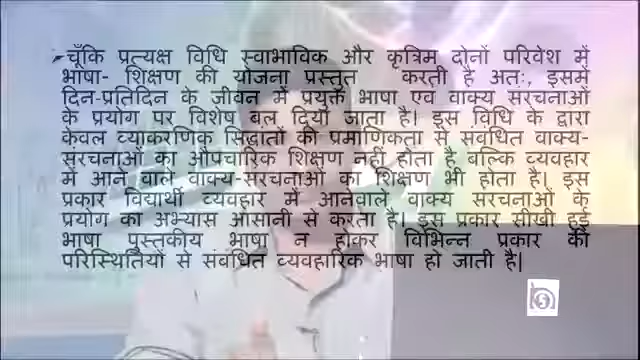 चूँकि प्रत्यक्ष विधि स्वाभाविक और कृत्रिम दोनों परिवेश में
भाषा- शिक्षण की योजना प्रस्तुत करती है अतः, इसमें
दिन-प्रतिदिन के जीवन में प्रयुक्त भाषा एवं वाक्य संरचनाओं
के प्रयोग पर विशेष बल दिया जाता है। इस विधि के द्वारा
केवल व्याकरणिक सिद्धांतों की प्रमाणिकता से संबंधित वाक्य-
संरचनाओं का औपचारिक शिक्षण नहीं होता है बल्कि व्यवहार
में आने वाले वाक्य-संरचनाओं का शिक्षण भी होता है। इस
प्रकार विद्यार्थी व्यवहार में आनेवाले वाक्य संरचनाओं के
प्रयोग का अभ्यास आसानी से करता है। इस प्रकार सीखी हुई
भाषा पुस्तकीय भाषा न होकर विभिन्न प्रकार की
परिस्थितियों से संबंधित व्यवहारिक भाषा हो जाती है|